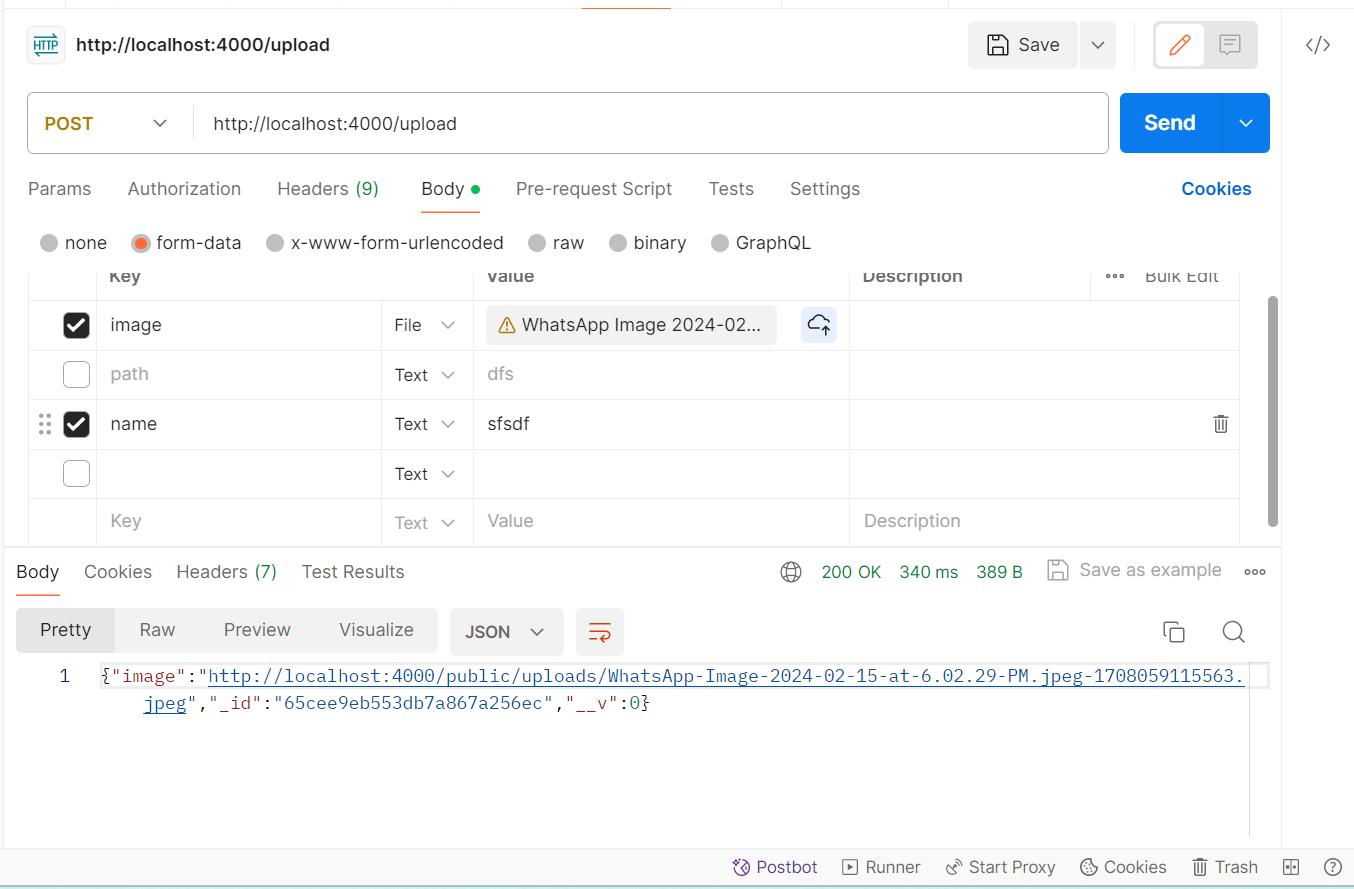 HTTP http://localhost:4000/upload Save
POST http://localhost:4000/upload Send
Params Authorization Headers (9) Body Pre-request Script Tests Settings Cookies
none form-data x-www-form-urlencoded raw binary GraphQL
Key Value Description Bulk Edit
image File WhatsApp Image 2024-02...
path Text dfs
name Text sfsdf
Text
Key Text Value Description
Body Cookies Headers (7) Test Results 200 OK 340 ms 389 B Save as example
Pretty Raw Preview Visualize JSON
1 {"image":"http://localhost:4000/public/uploads/WhatsApp-Image-2024-02-15-at-6.02.29-PM.jpeg-1708059115563.
jpeg","_id":"65cee9eb553db7a867a256ec","__v":0}
Postbot Runner Start Proxy Cookies Trash